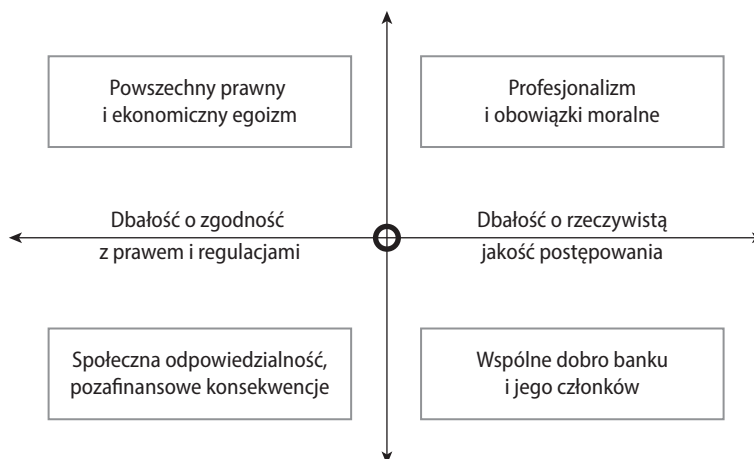 Powszechny prawny
i ekonomiczny egoizm
Profesjonalizm
i obowiązki moralne
Dbałość o zgodność
z prawem i regulacjami
Dbałość o rzeczywistą
jakość postępowania
Społeczna odpowiedzialność,
pozafinansowe konsekwencje
Wspólne dobro banku
i jego członków